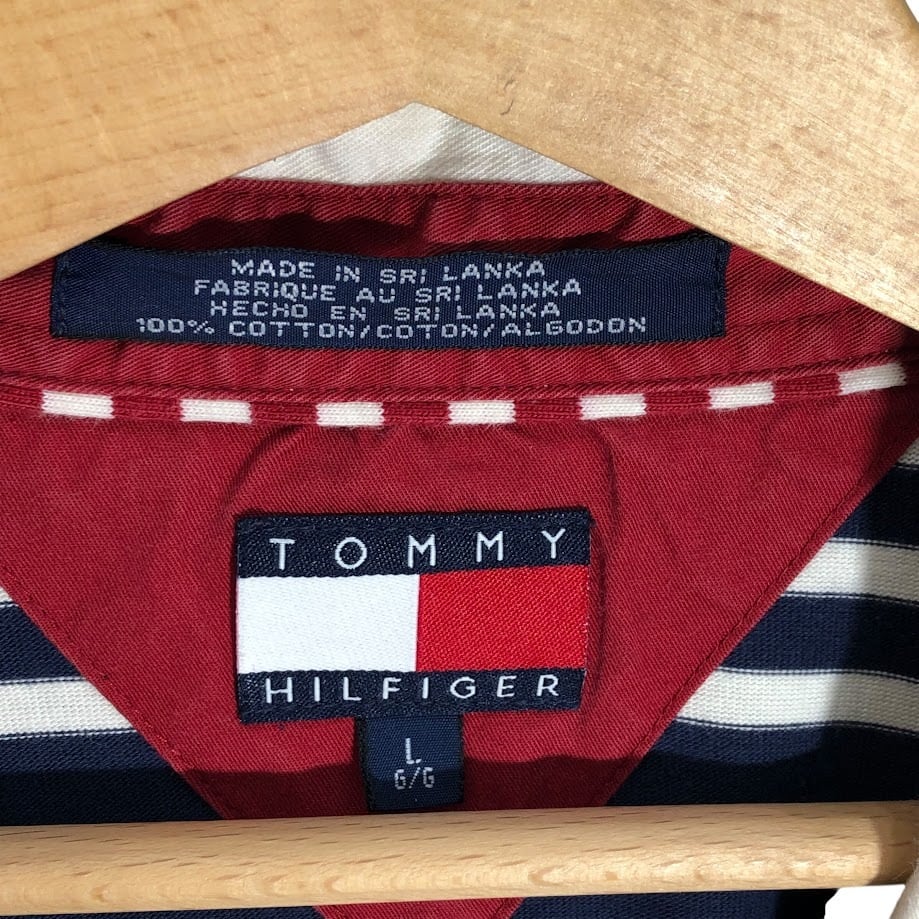 MADE IN SRI LANKA
FABRIQUE AU SRI LANKA
HECHO EN SRI LANKA
100% COTTON/COTON/ALGODON
TOMMY
HILFIGER
L
G/G